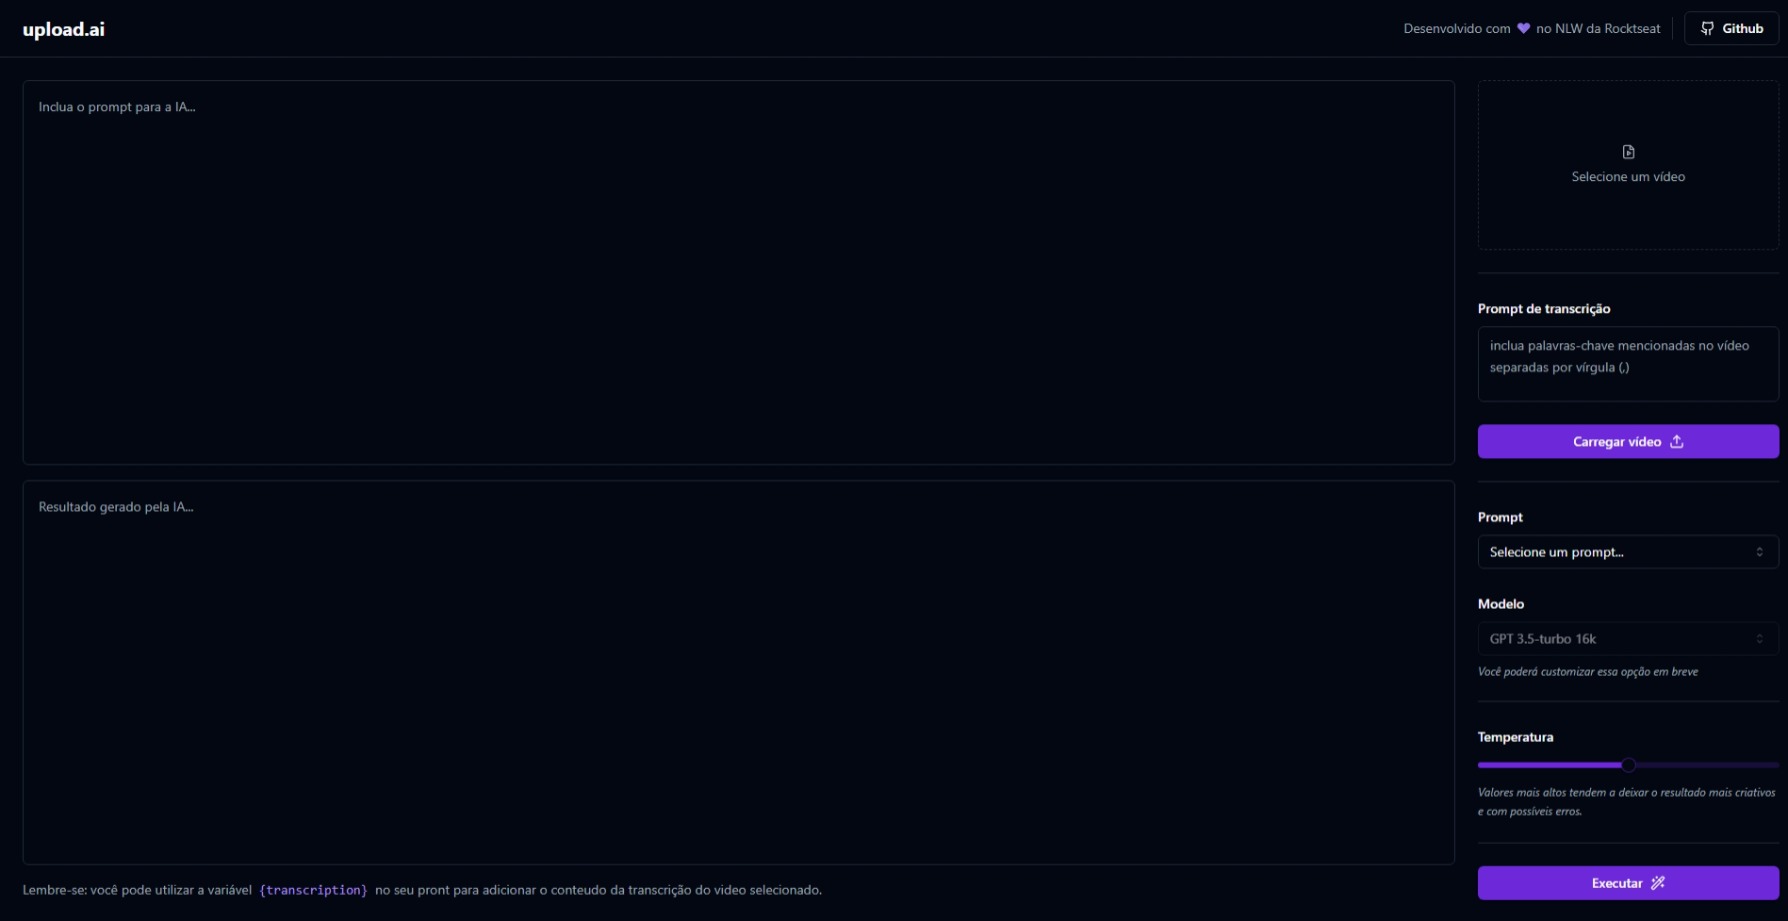 upload.ai
Desenvolvido com 💜 no NLW da Rocktseat
Github
Inclua o prompt para a IA...
Resultado gerado pela IA...
Lembre-se: você pode utilizar a variável {transcription} no seu pront para adicionar o conteudo da transcrição do video selecionado.
Selecione um vídeo
Prompt de transcrição
inclua palavras-chave mencionadas no vídeo
separadas por vírgula (,)
Carregar vídeo
Prompt
Selecione um prompt...
Modelo
GPT 3.5-turbo 16k
Você poderá customizar essa opção em breve
Temperatura
Valores mais altos tendem a deixar o resultado mais criativos
e com possíveis erros.
Executar